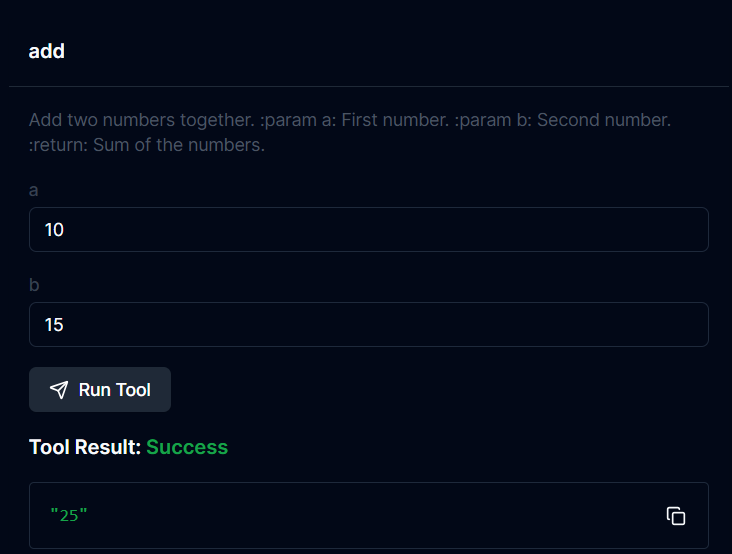 add
Add two numbers together. :param a: First number. :param b: Second number.
:return: Sum of the numbers.
a
10
b
15
Run Tool
Tool Result: Success
"25"